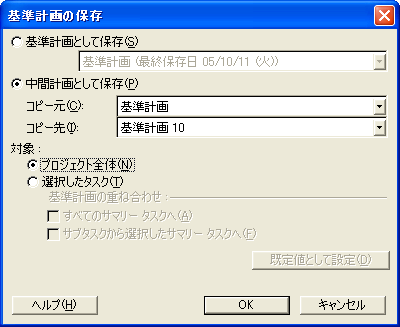 基準計画の保存
基準計画として保存(S)
基準計画 (最終保存日 05/10/11 (火))
中間計画として保存(P)
コピー元(C): 基準計画
コピー先(I): 基準計画 10
対象 :
プロジェクト全体(N)
選択したタスク(T)
基準計画の重ね合わせ :
すべてのサマリー タスクへ(A)
サブタスクから選択したサマリー タスクへ(F)
既定値として設定(D)
ヘルプ(H) OK キャンセル